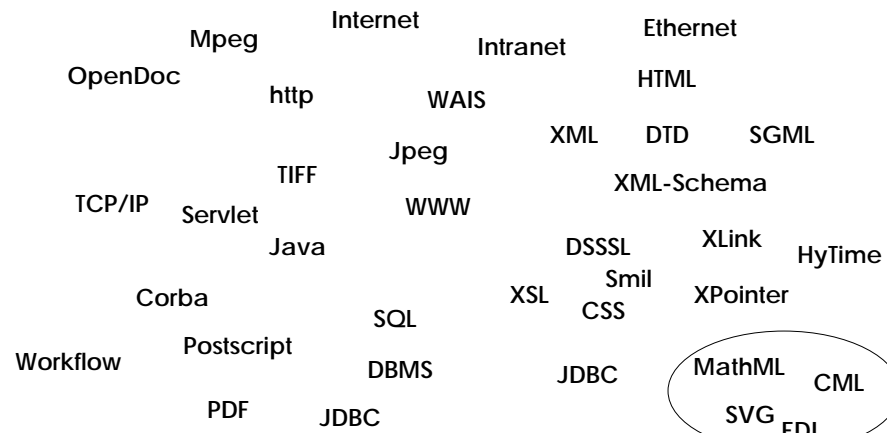 Internet
Mpeg
Ethernet
Intranet
OpenDoc
HTML
http
WAIS
XML
DTD
SGML
Jpeg
TIFF
XML-Schema
TCP/IP
Servlet
WWW
Java
DSSSL
XLink
HyTime
Smil
Corba
XSL
XPointer
CSS
SQL
Postscript
Workflow
DBMS
JDBC
MathML
CML
PDF
JDBC
SVG
EDI